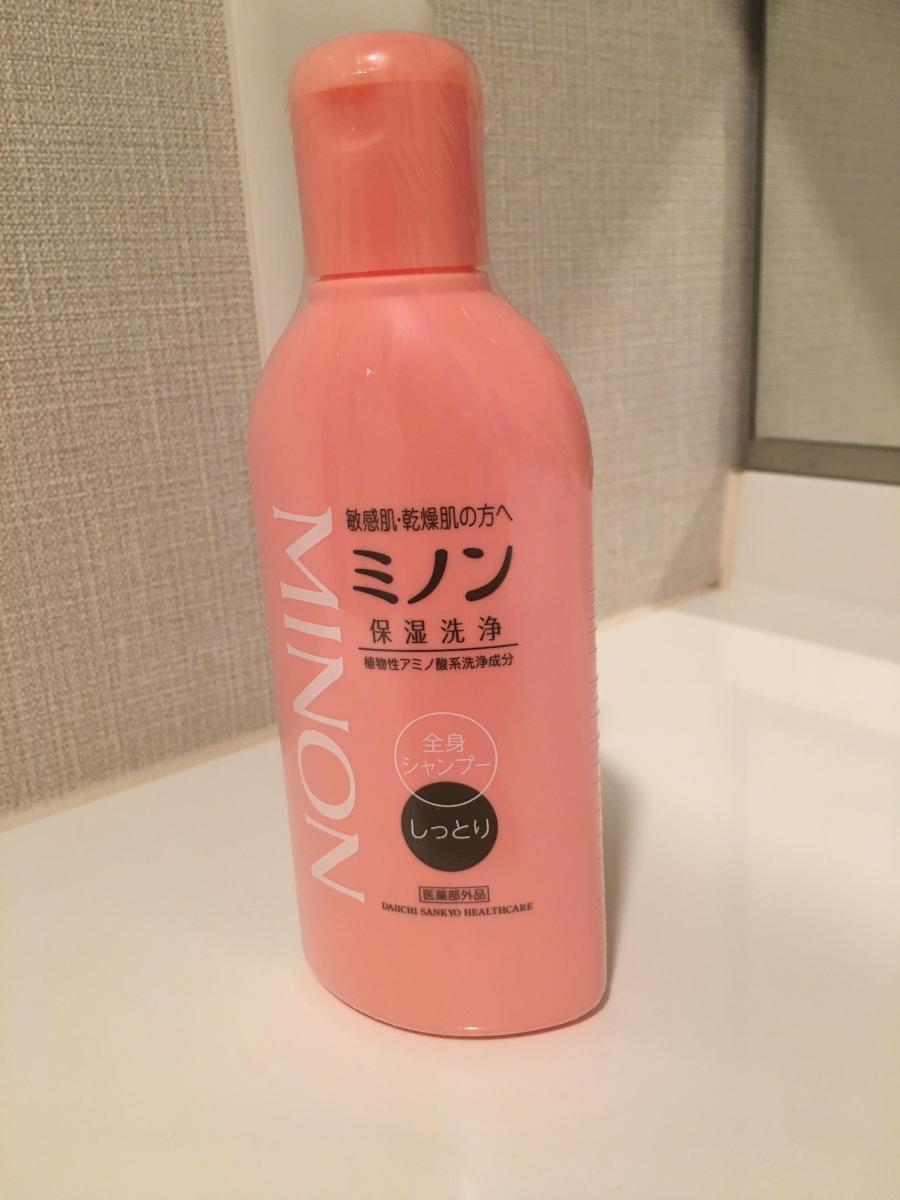 敏感肌・乾燥肌の方へ
ミノン
保湿洗浄
植物性アミノ酸系洗浄成分
MINON
全身
シャンプー
しっとり
医薬部外品
DAIICHI SANKYO HEALTHCARE